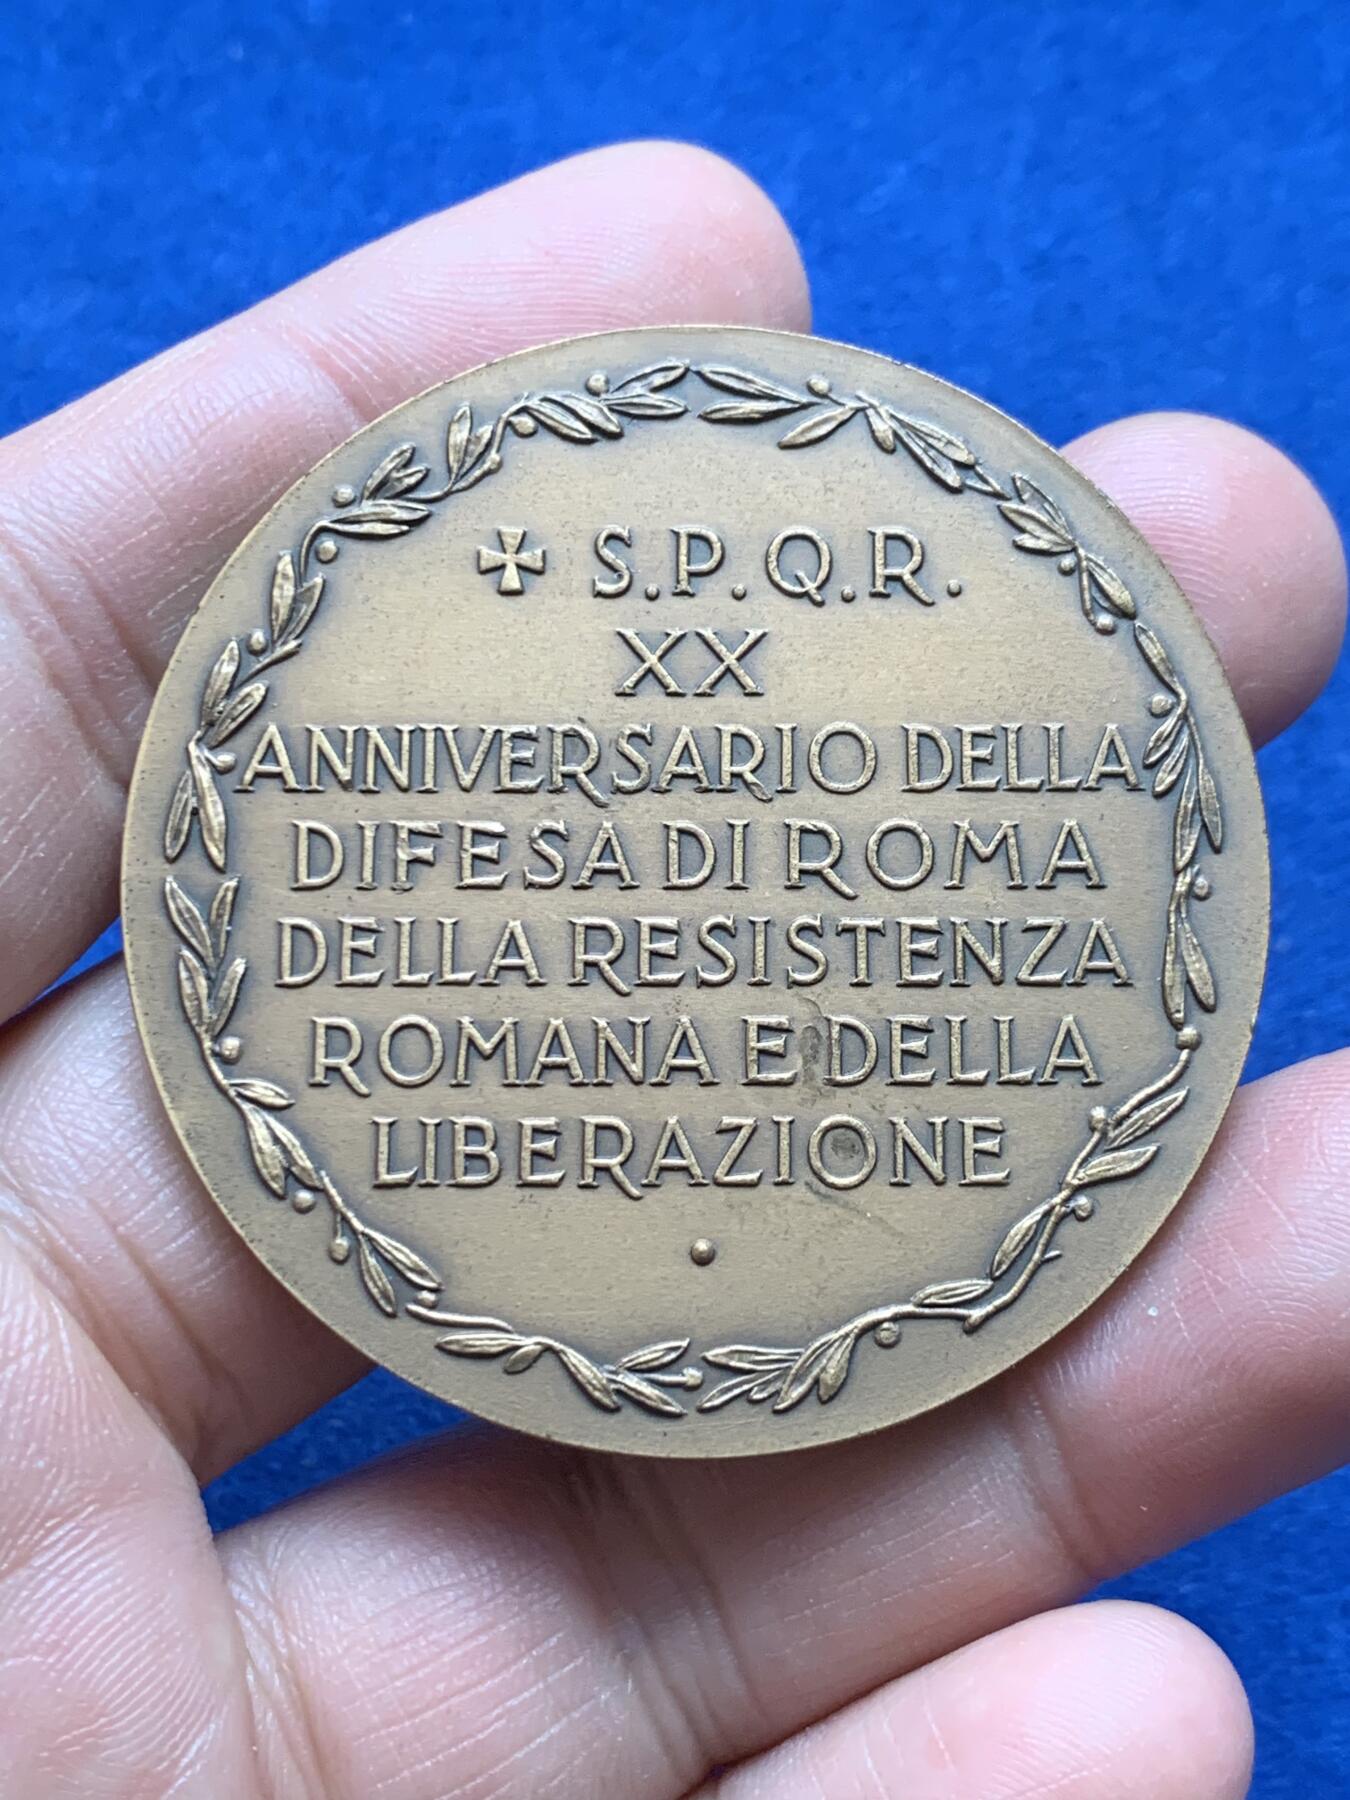 ✠ S.P.Q.R.
XX
ANNIVERSARIO DELLA
DIFESA DI ROMA
DELLA RESISTENZA
ROMANA E DELLA
LIBERAZIONE